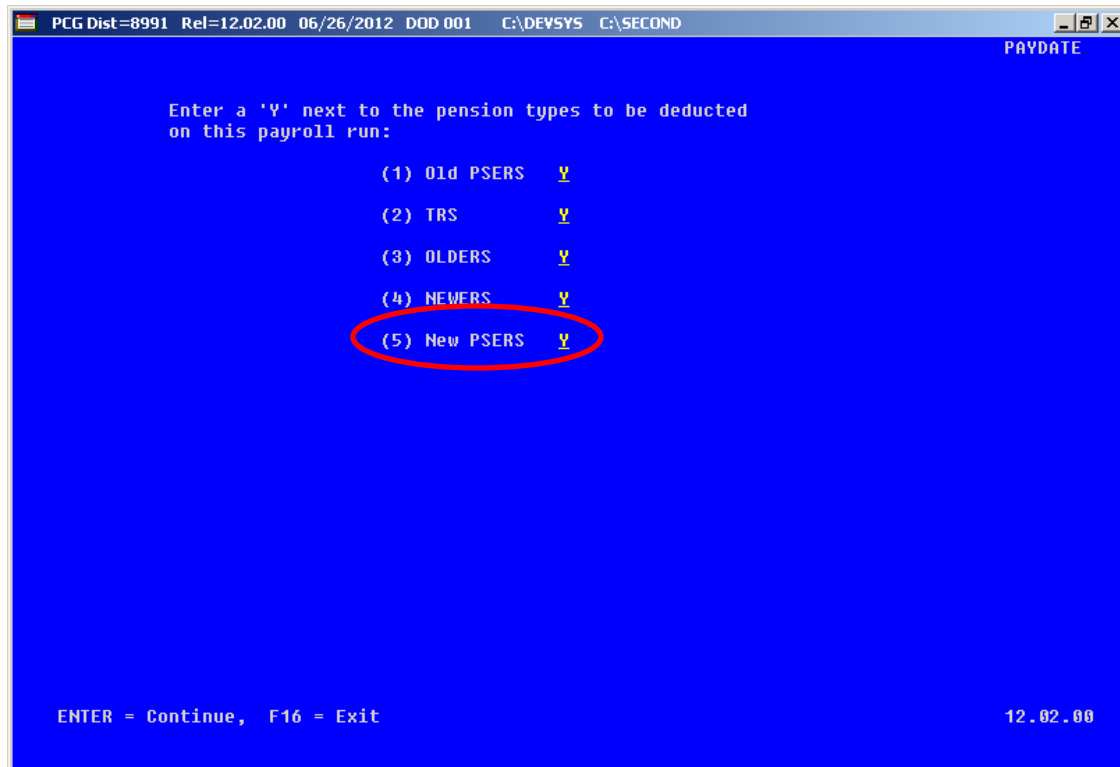 PCG Dist=8991 Rel=12.02.00 06/26/2012 DOD 001 C:\DEVSYS C:\SECOND
PAYDATE
Enter a 'Y' next to the pension types to be deducted
on this payroll run:
(1) Old PSERS Y
(2) TRS Y
(3) OLDERS Y
(4) NEWERS Y
(5) New PSERS Y
ENTER = Continue, F16 = Exit 12.02.00